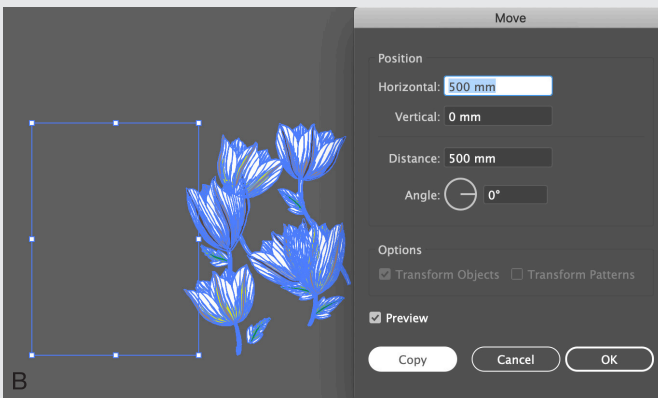 Move
Position
Horizontal: 500 mm
Vertical: 0 mm
Distance: 500 mm
Angle: 0°
Options
Transform Objects Transform Patterns
Preview
Copy Cancel OK
B